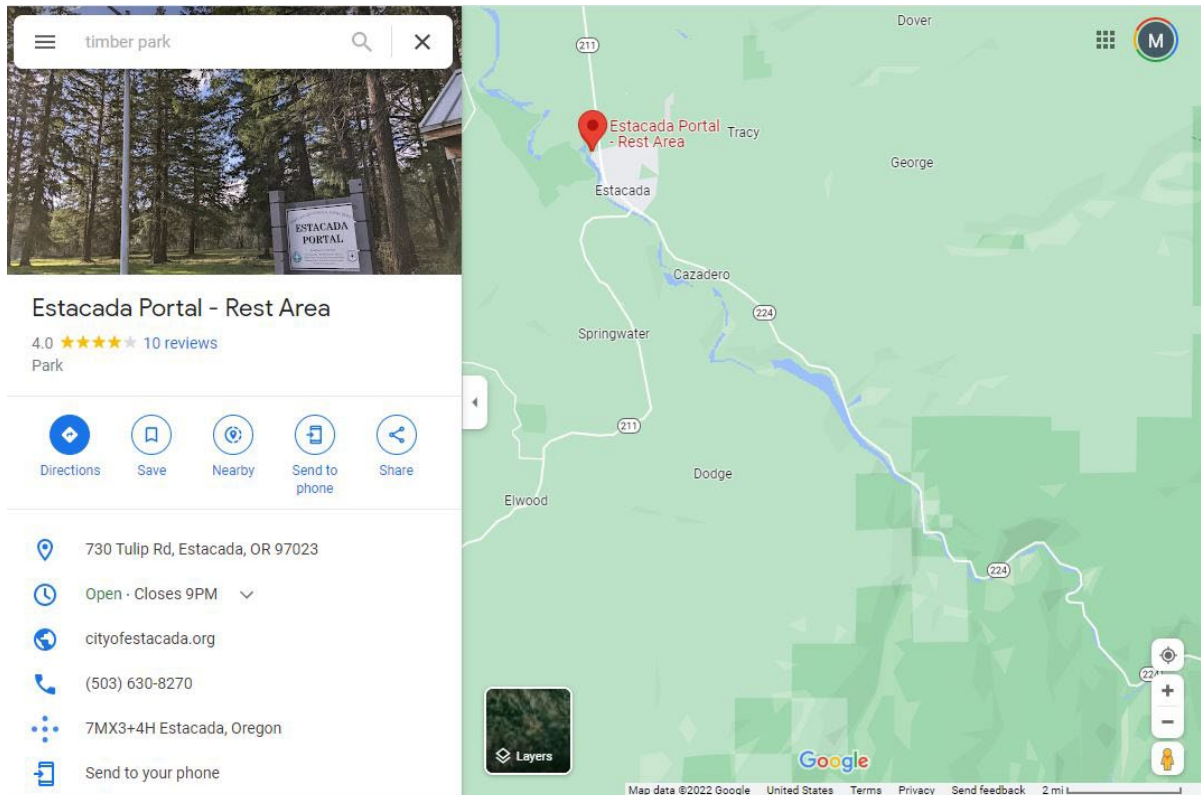 timber park
ESTACADA
PORTAL
Estacada Portal - Rest Area
4.0
10 reviews
Park
Directions
Save
Nearby
Send to
phone
Share
730 Tulip Rd, Estacada, OR 97023
Open · Closes 9PM
cityofestacada.org
(503) 630-8270
7MX3+4H Estacada, Oregon
Send to your phone
Dover
M
211
Estacada Portal
- Rest Area
Tracy
George
Estacada
Cazadero
224
Springwater
211
Dodge
Elwood
224
224
Layers
Google
Map data ©2022 Google United States Terms Privacy Send feedback 2 mi